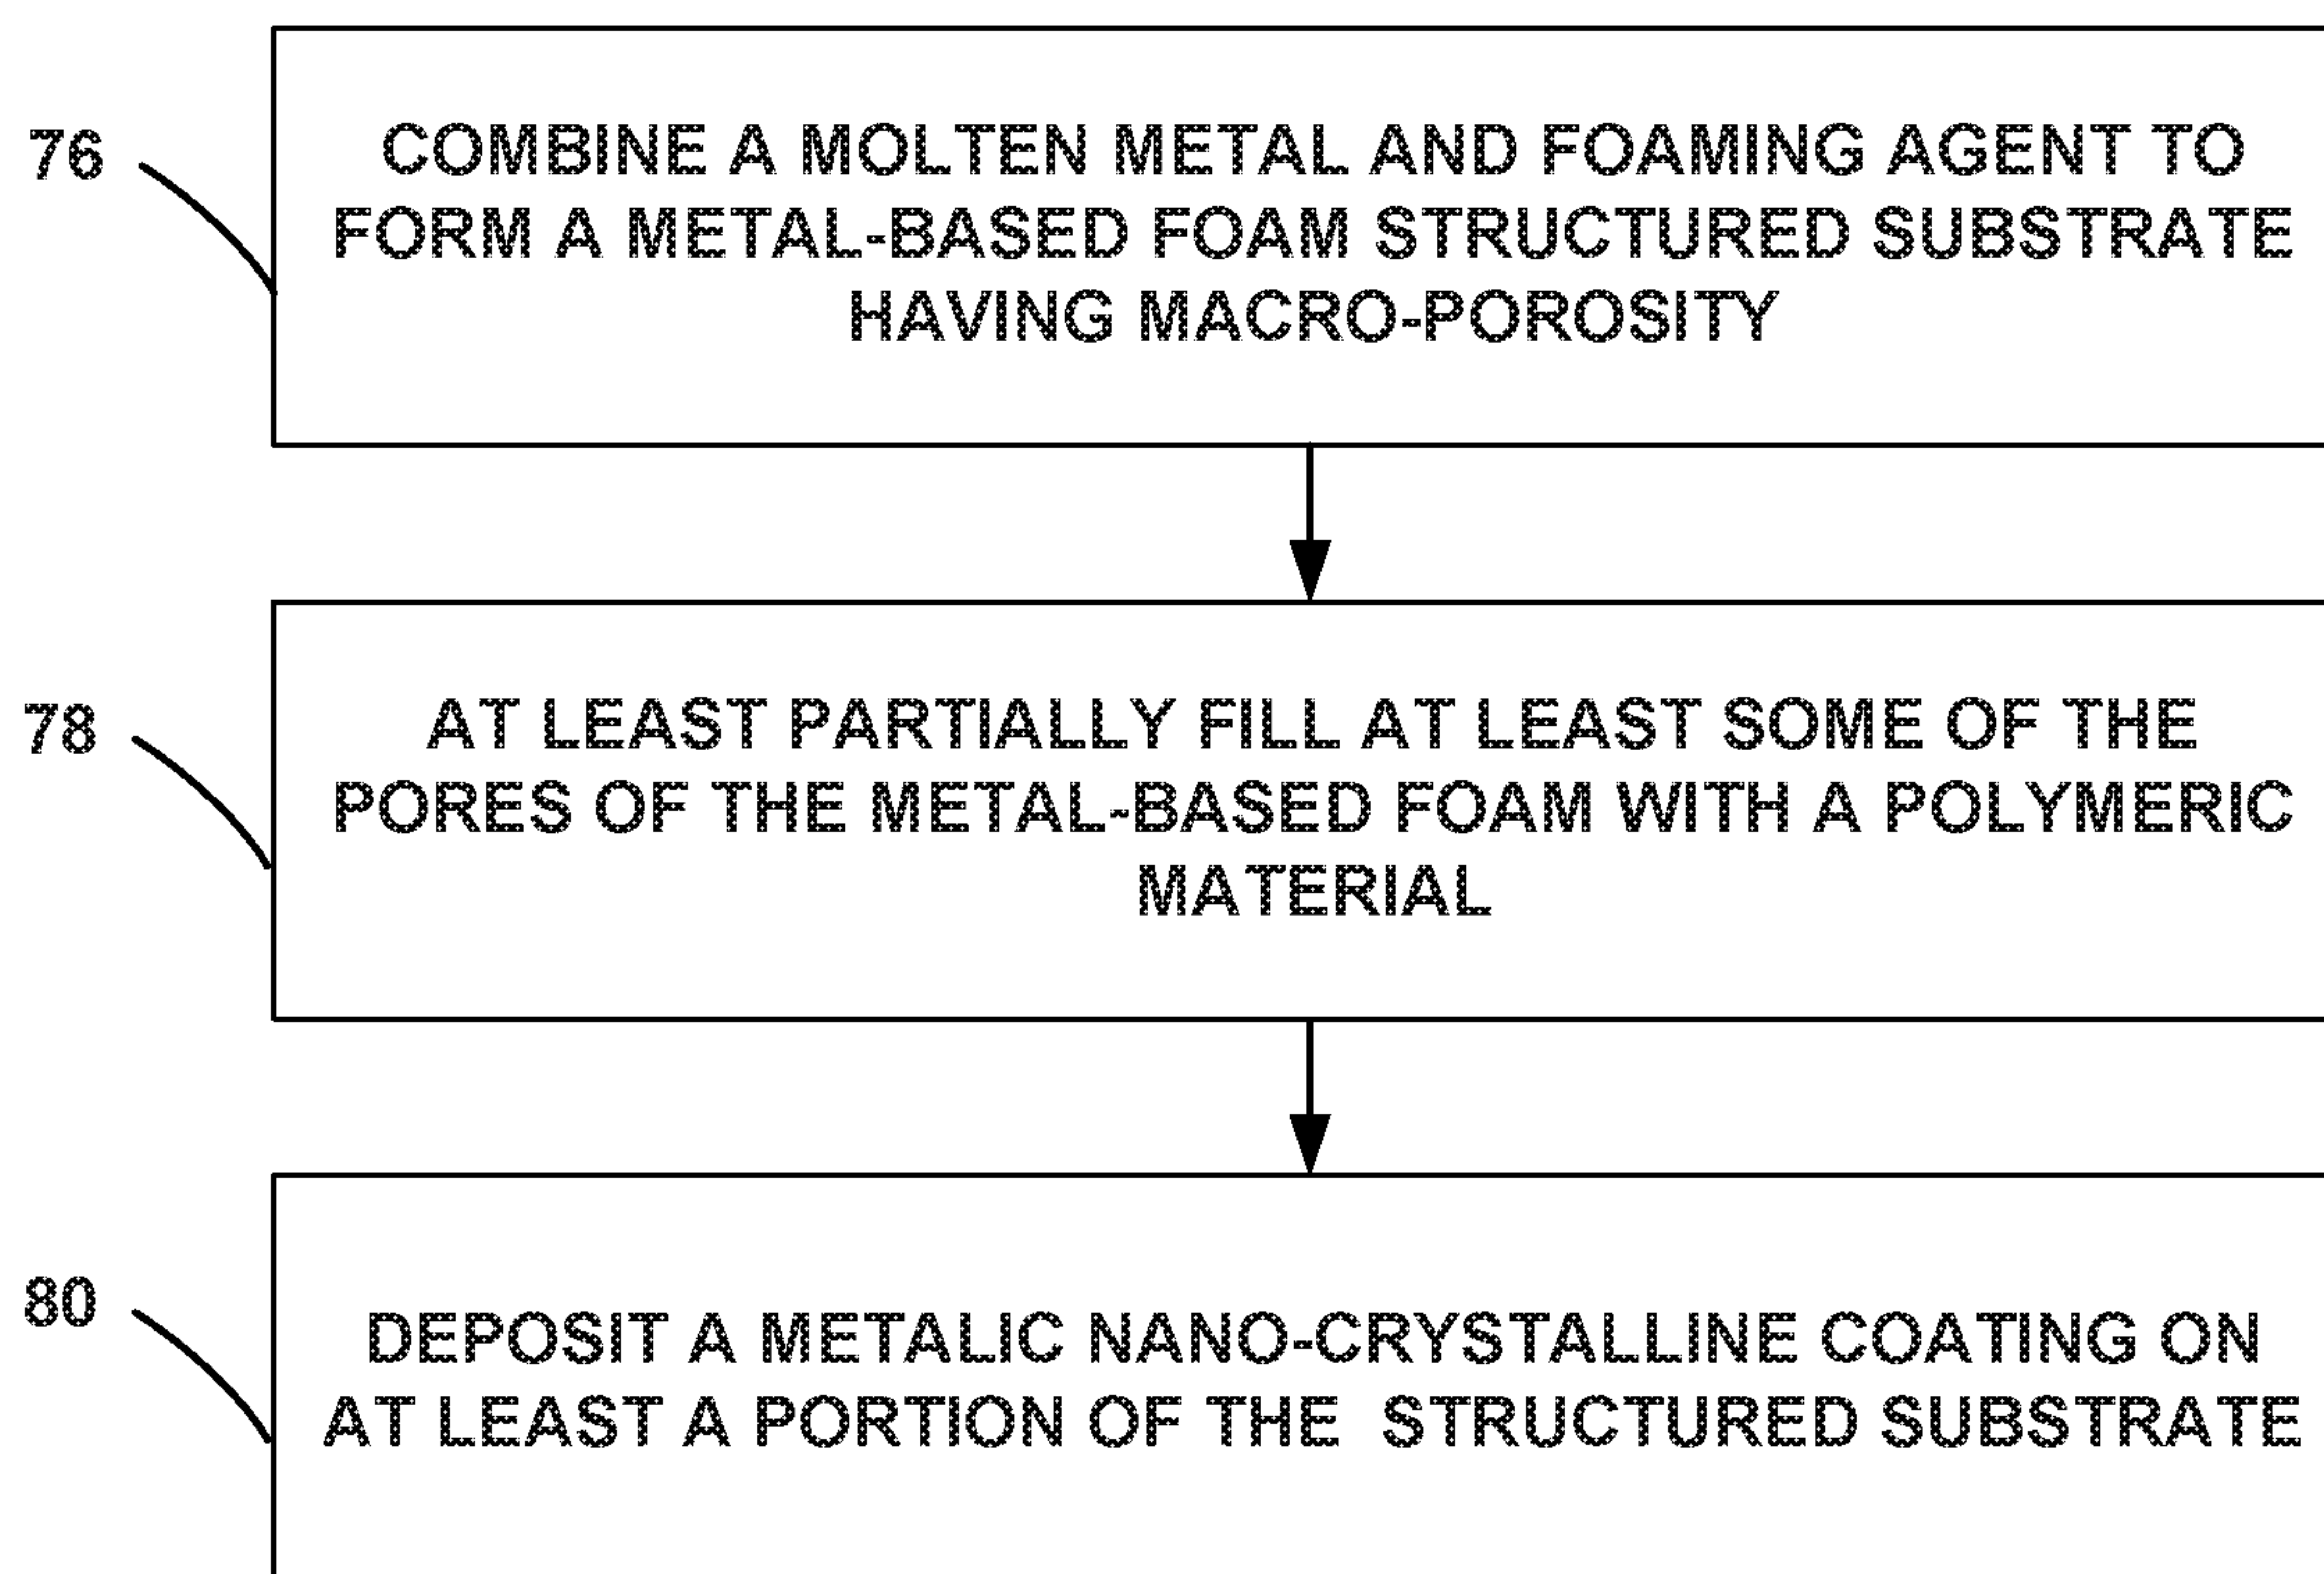 76
COMBINE A MOLTEN METAL AND FOAMING AGENT TO
FORM A METAL-BASED FOAM STRUCTURED SUBSTRATE
HAVING MACRO-POROSITY
78
AT LEAST PARTIALLY FILL AT LEAST SOME OF THE
PORES OF THE METAL-BASED FOAM WITH A POLYMERIC
MATERIAL
80
DEPOSIT A METALIC NANO-CRYSTALLINE COATING ON
AT LEAST A PORTION OF THE STRUCTURED SUBSTRATE